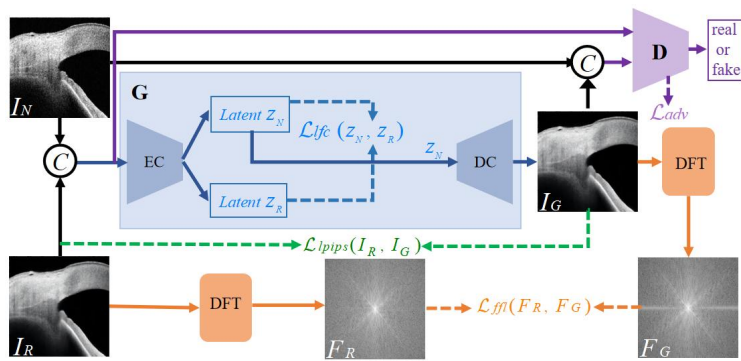 D
real
or
fake
C
I_N
G
Latent z_N
ℒ_lfc (z_N, z_R)
ℒ_adv
C
EC
z_N
DC
DFT
Latent z_R
I_G
ℒ_lpips(I_R, I_G)
DFT
ℒ_ffl(F_R, F_G)
I_R
F_R
F_G